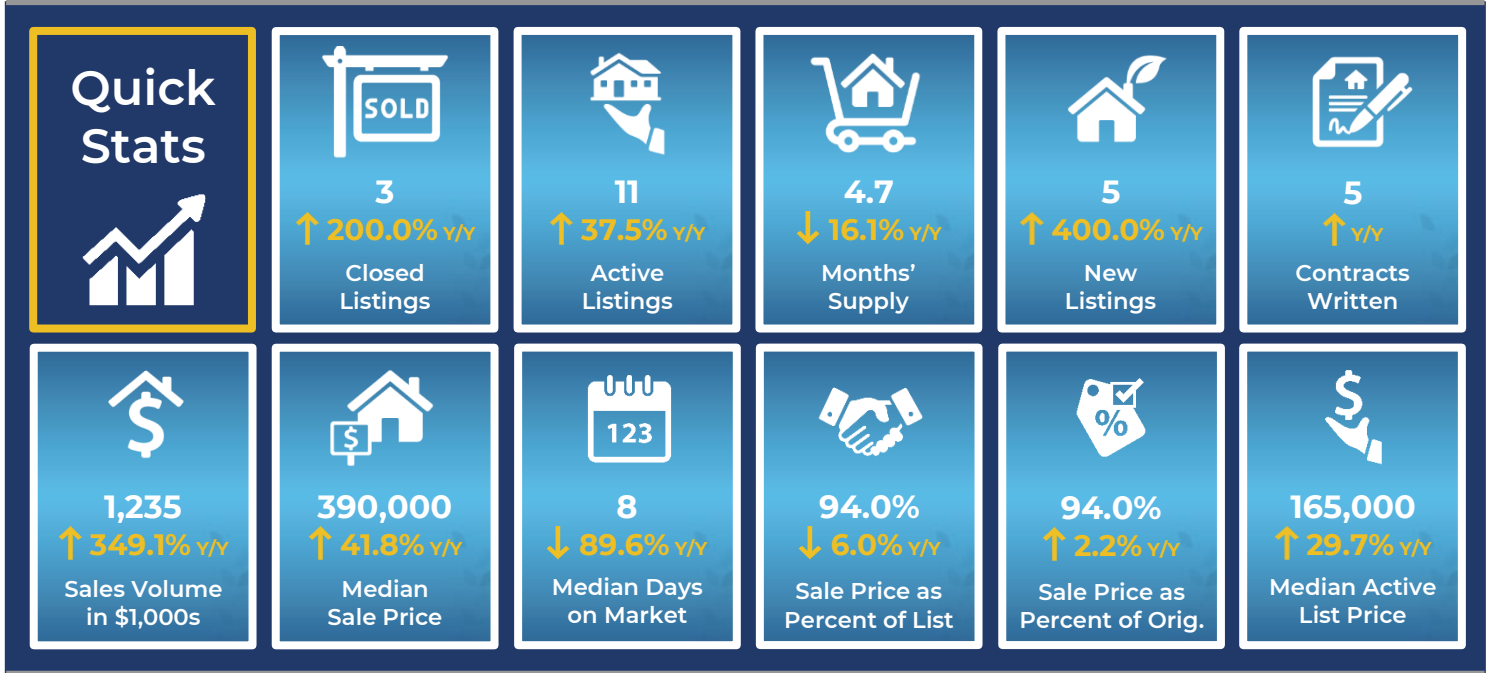 Quick
Stats
SOLD
3
↑ 200.0% Y/Y
Closed
Listings
11
↑ 37.5% Y/Y
Active
Listings
4.7
↓ 16.1% Y/Y
Months’
Supply
5
↑ 400.0% Y/Y
New
Listings
5
↑ Y/Y
Contracts
Written
$
1,235
↑ 349.1% Y/Y
Sales Volume
in $1,000s
$
390,000
↑ 41.8% Y/Y
Median
Sale Price
123
8
↓ 89.6% Y/Y
Median Days
on Market
94.0%
↓ 6.0% Y/Y
Sale Price as
Percent of List
%
94.0%
↑ 2.2% Y/Y
Sale Price as
Percent of Orig.
$
165,000
↑ 29.7% Y/Y
Median Active
List Price